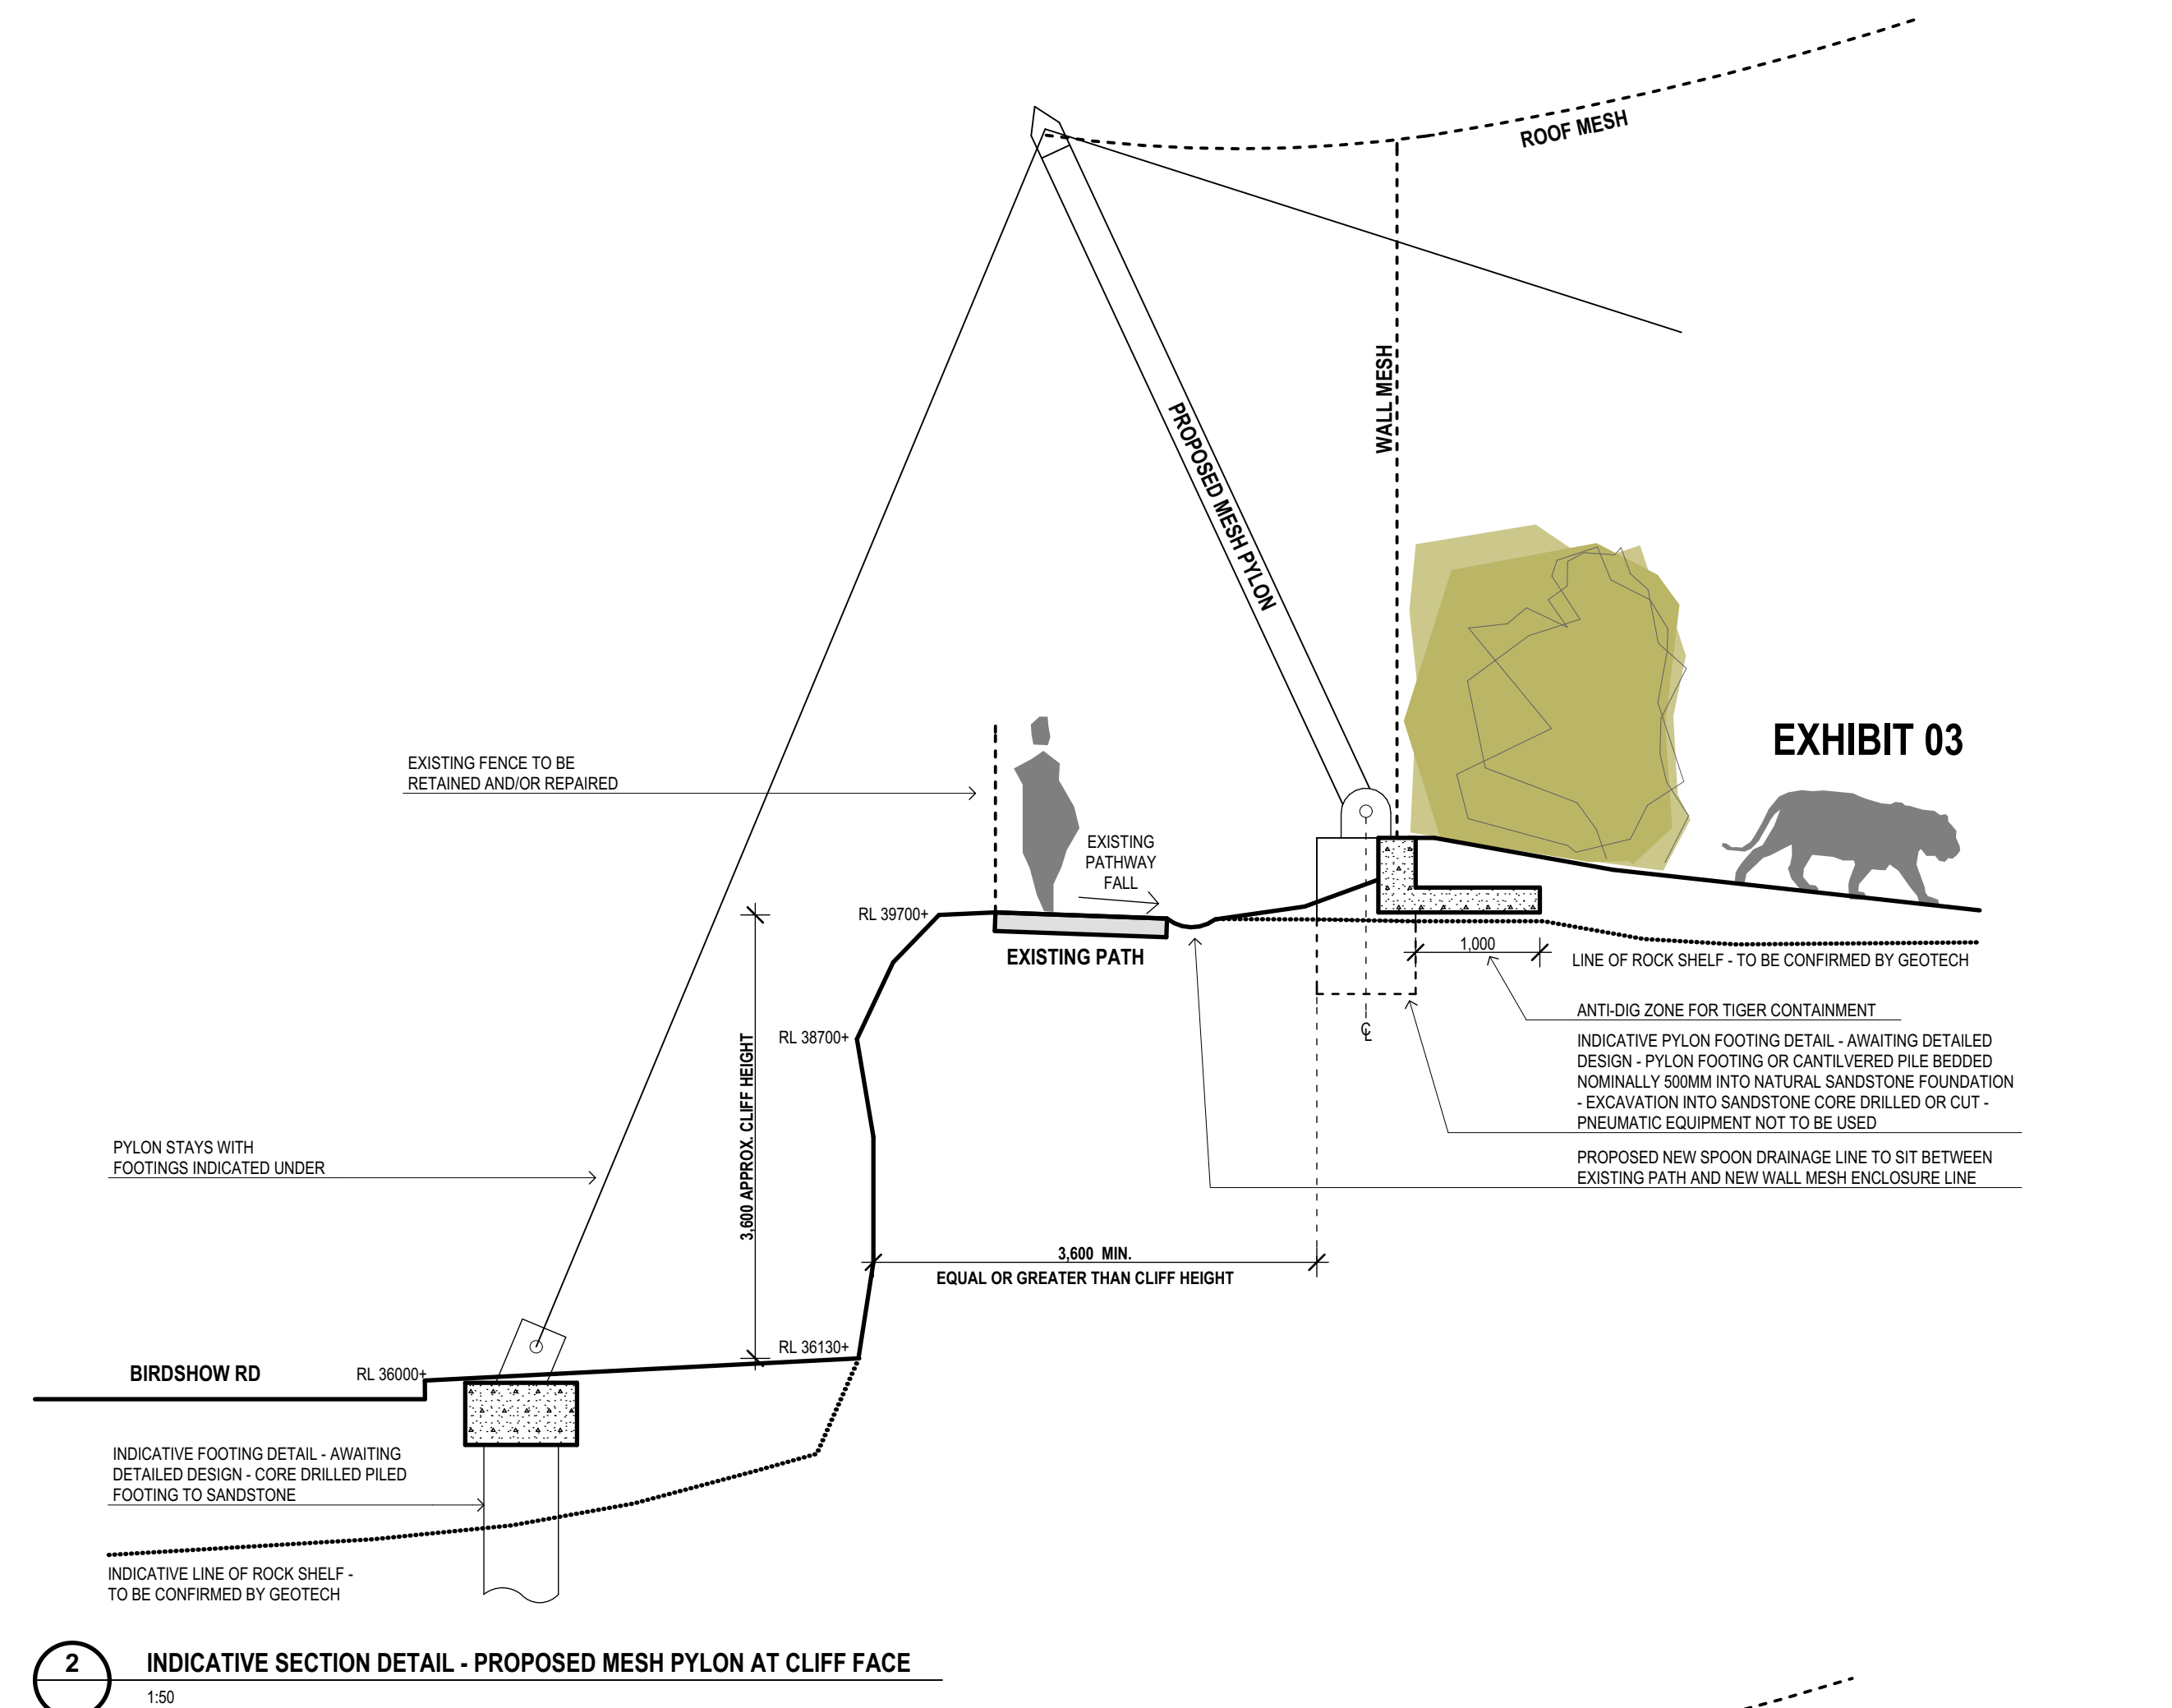 ROOF MESH
WALL MESH
PROPOSED MESH PYLON
EXHIBIT 03
EXISTING FENCE TO BE
RETAINED AND/OR REPAIRED
EXISTING
PATHWAY
FALL
RL 39700+
EXISTING PATH
1,000
LINE OF ROCK SHELF - TO BE CONFIRMED BY GEOTECH
ANTI-DIG ZONE FOR TIGER CONTAINMENT
RL 38700+
℄
INDICATIVE PYLON FOOTING DETAIL - AWAITING DETAILED
DESIGN - PYLON FOOTING OR CANTILVERED PILE BEDDED
NOMINALLY 500MM INTO NATURAL SANDSTONE FOUNDATION
- EXCAVATION INTO SANDSTONE CORE DRILLED OR CUT -
PNEUMATIC EQUIPMENT NOT TO BE USED
3,600 APPROX. CLIFF HEIGHT
PYLON STAYS WITH
FOOTINGS INDICATED UNDER
PROPOSED NEW SPOON DRAINAGE LINE TO SIT BETWEEN
EXISTING PATH AND NEW WALL MESH ENCLOSURE LINE
3,600 MIN.
EQUAL OR GREATER THAN CLIFF HEIGHT
RL 36130+
BIRDSHOW RD
RL 36000+
INDICATIVE FOOTING DETAIL - AWAITING
DETAILED DESIGN - CORE DRILLED PILED
FOOTING TO SANDSTONE
INDICATIVE LINE OF ROCK SHELF -
TO BE CONFIRMED BY GEOTECH
2
INDICATIVE SECTION DETAIL - PROPOSED MESH PYLON AT CLIFF FACE
1:50